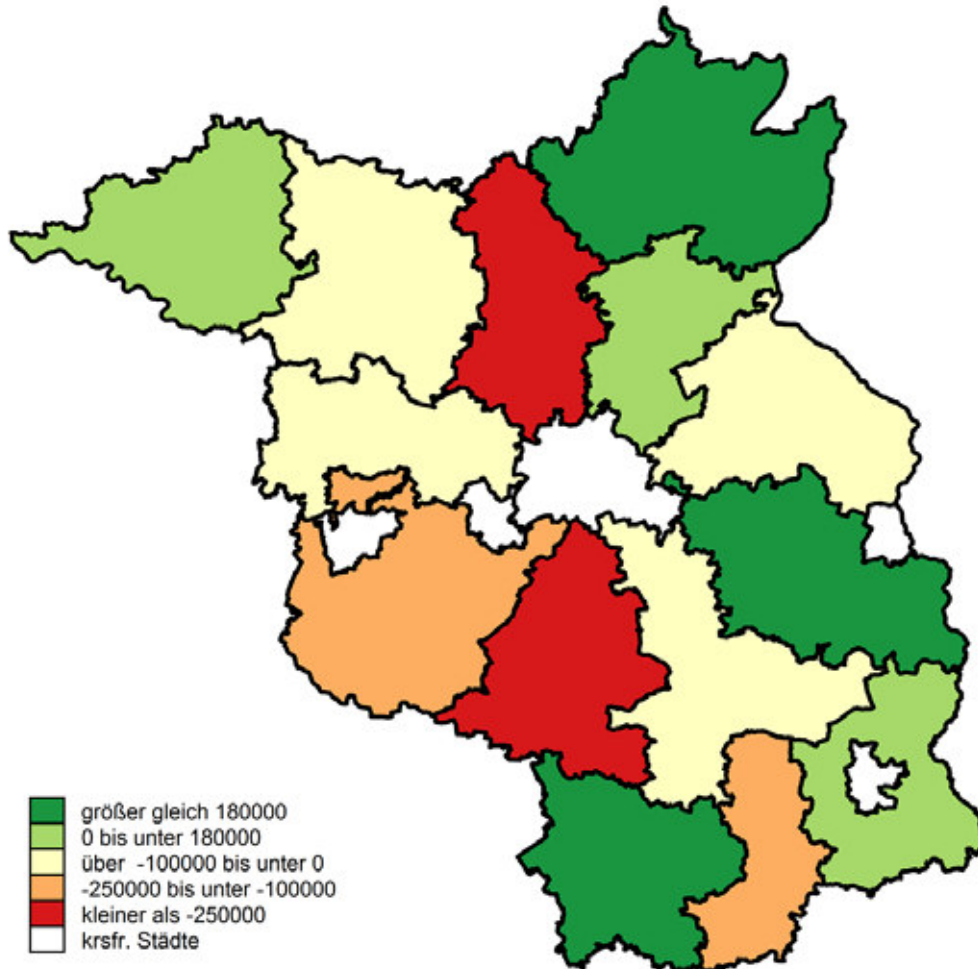 größer gleich 180000
0 bis unter 180000
über -100000 bis unter 0
-250000 bis unter -100000
kleiner als -250000
krsfr. Städte